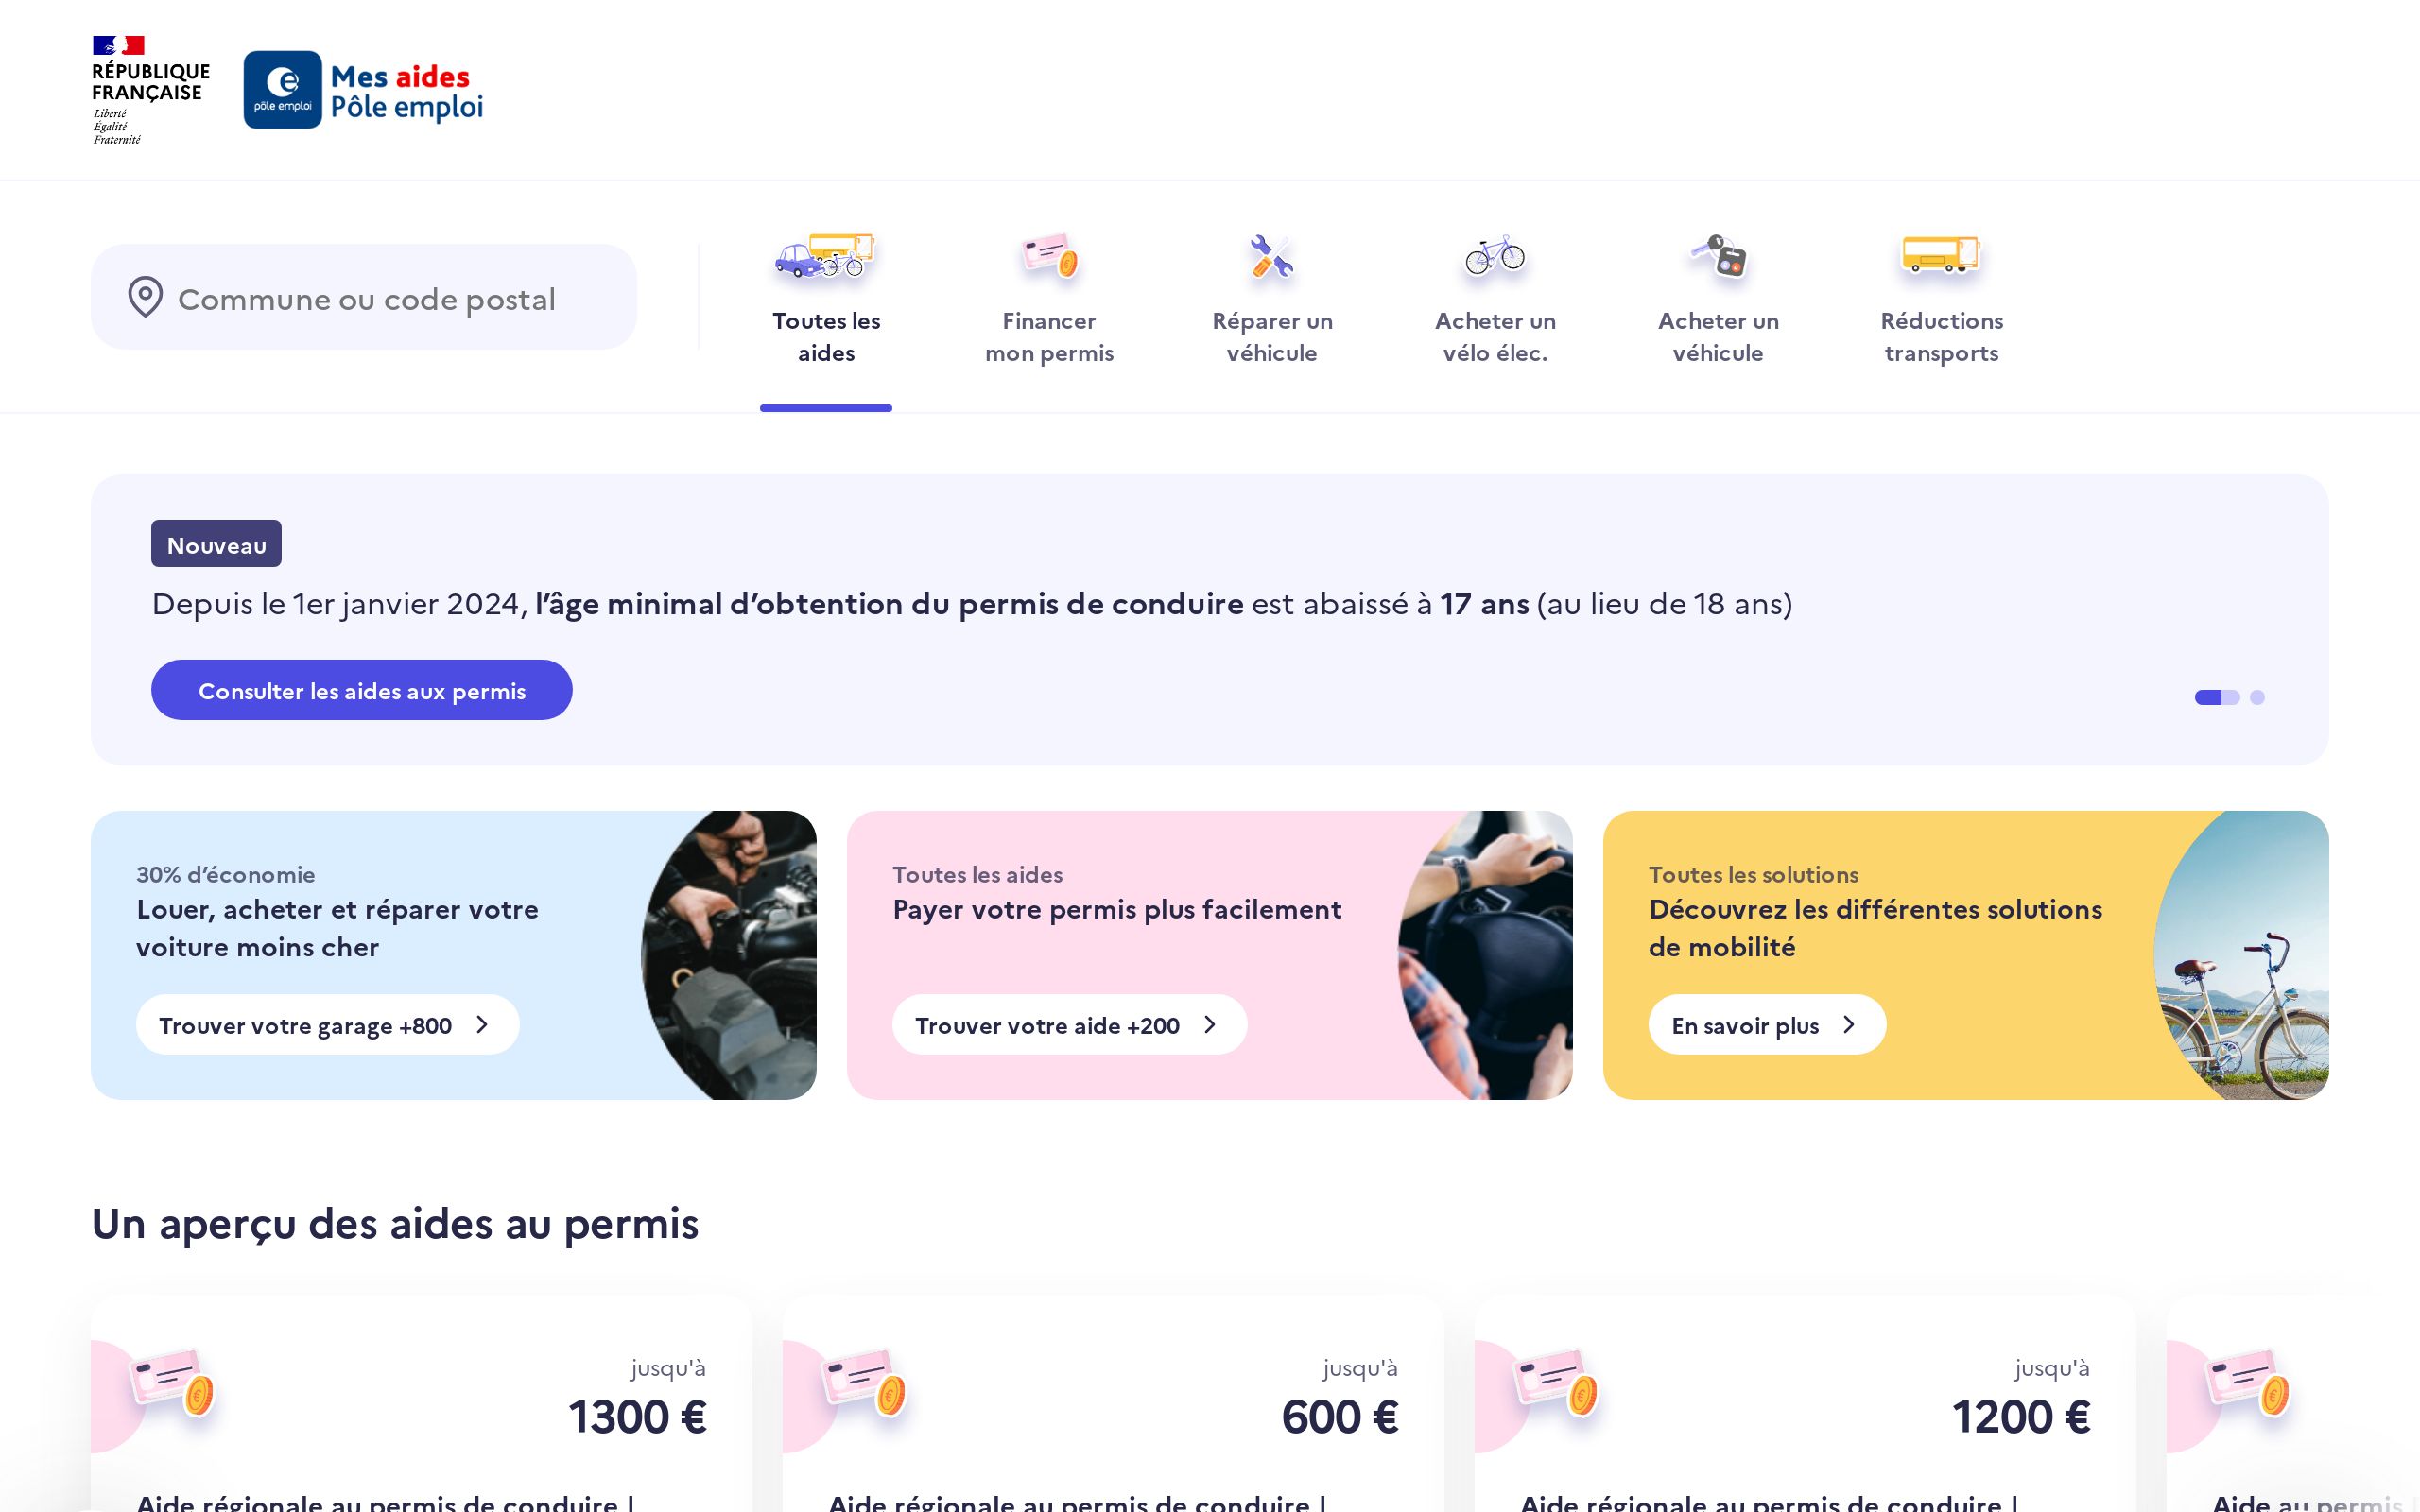 RÉPUBLIQUE
FRANÇAISE
Liberté
Égalité
Fraternité
pôle emploi
Mes aides
Pôle emploi
Commune ou code postal
Toutes les
aides
Financer
mon permis
Réparer un
véhicule
Acheter un
vélo élec.
Acheter un
véhicule
Réductions
transports
Nouveau
Depuis le 1er janvier 2024, l’âge minimal d’obtention du permis de conduire est abaissé à 17 ans (au lieu de 18 ans)
Consulter les aides aux permis
30% d’économie
Louer, acheter et réparer votre
voiture moins cher
Trouver votre garage +800
Toutes les aides
Payer votre permis plus facilement
Trouver votre aide +200
Toutes les solutions
Découvrez les différentes solutions
de mobilité
En savoir plus
Un aperçu des aides au permis
jusqu'à
1300 €
Aide régionale au permis de conduire |
jusqu'à
600 €
Aide régionale au permis de conduire |
jusqu'à
1200 €
Aide régionale au permis de conduire |
Aide au permis